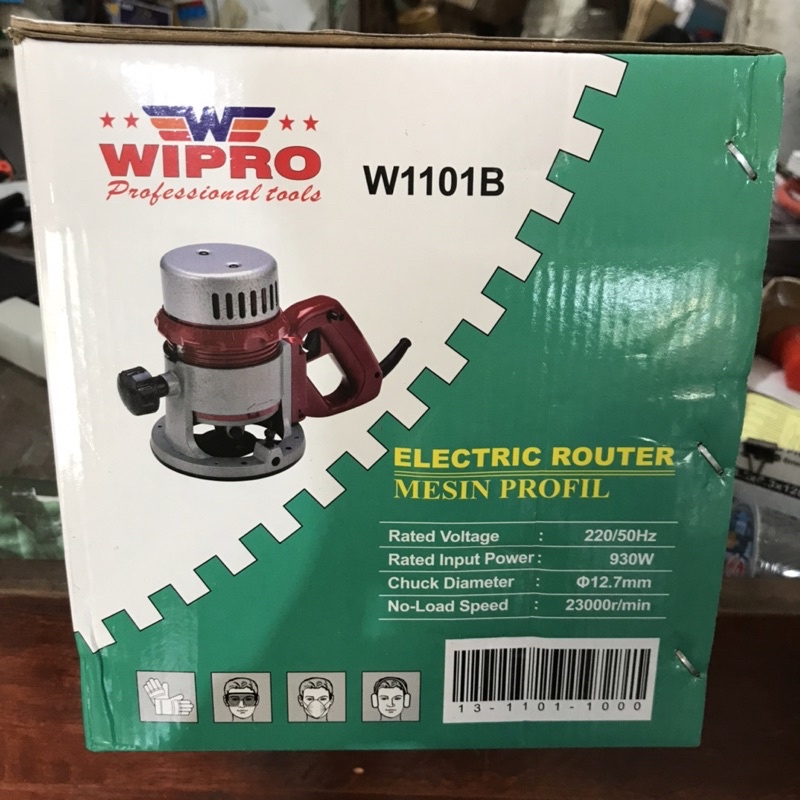 WIPRO
Professional tools
W1101B
ELECTRIC ROUTER
MESIN PROFIL
Rated Voltage : 220/50Hz
Rated Input Power : 930W
Chuck Diameter : Φ12.7mm
No-Load Speed : 23000r/min
13-1101-1000